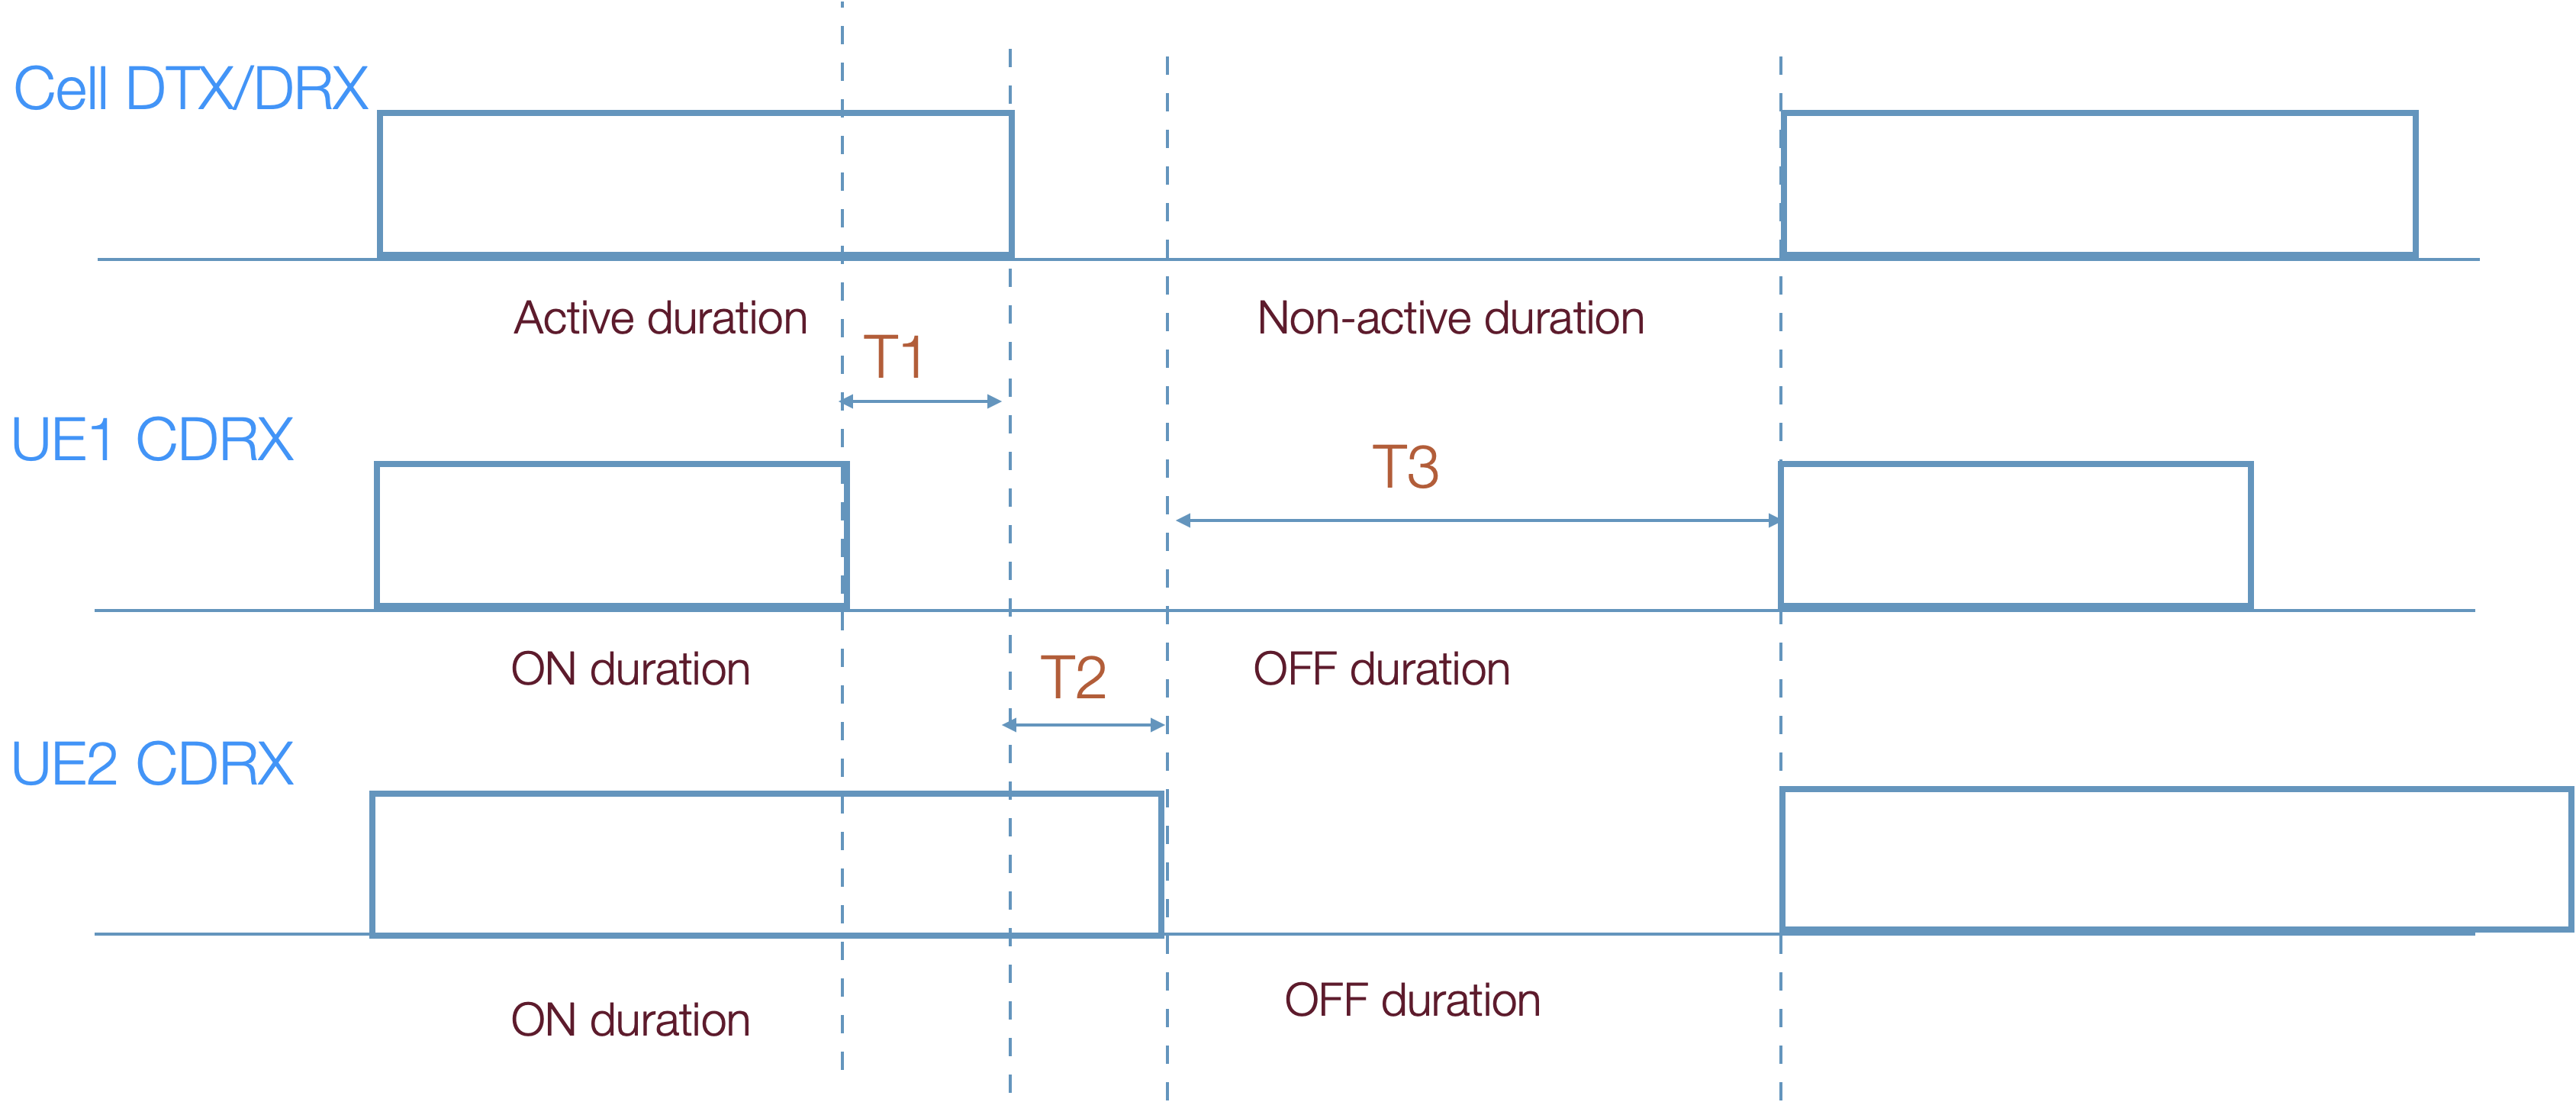 Cell DTX/DRX
Active duration
Non-active duration
T1
UE1 CDRX
T3
ON duration
T2
OFF duration
UE2 CDRX
ON duration
OFF duration